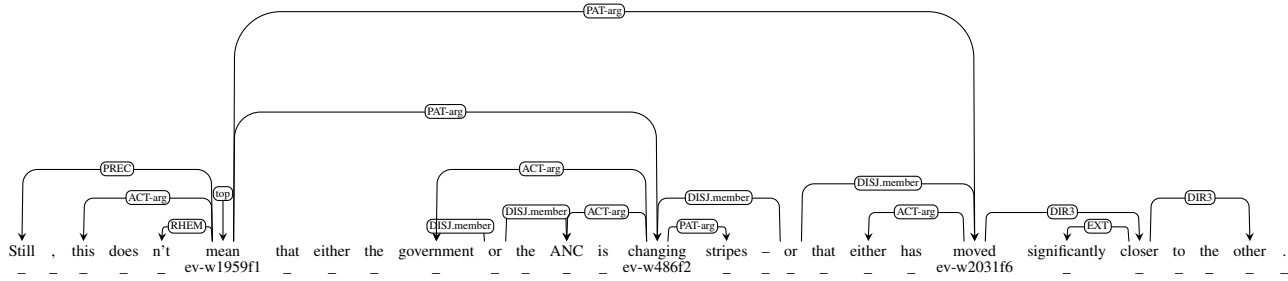 PAT-arg
PAT-arg
PREC ACT-arg
ACT-arg top DISJ.member DISJ.member DIR3
RHEM DISJ.member DISJ.member ACT-arg PAT-arg ACT-arg DIR3 EXT
Still , this does n't mean that either the government or the ANC is changing stripes – or that either has moved significantly closer to the other .
_ _ _ _ _ ev-w1959f1 _ _ _ _ _ _ _ _ ev-w486f2 _ _ _ _ _ _ ev-w2031f6 _ _ _ _ _ _